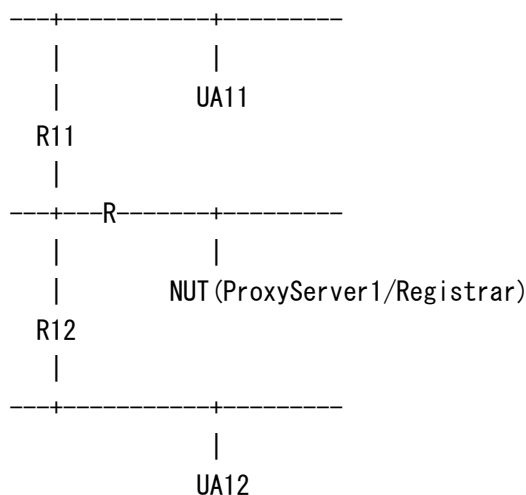 UA11
R11
R
NUT(ProxyServer1/Registrar)
R12
UA12